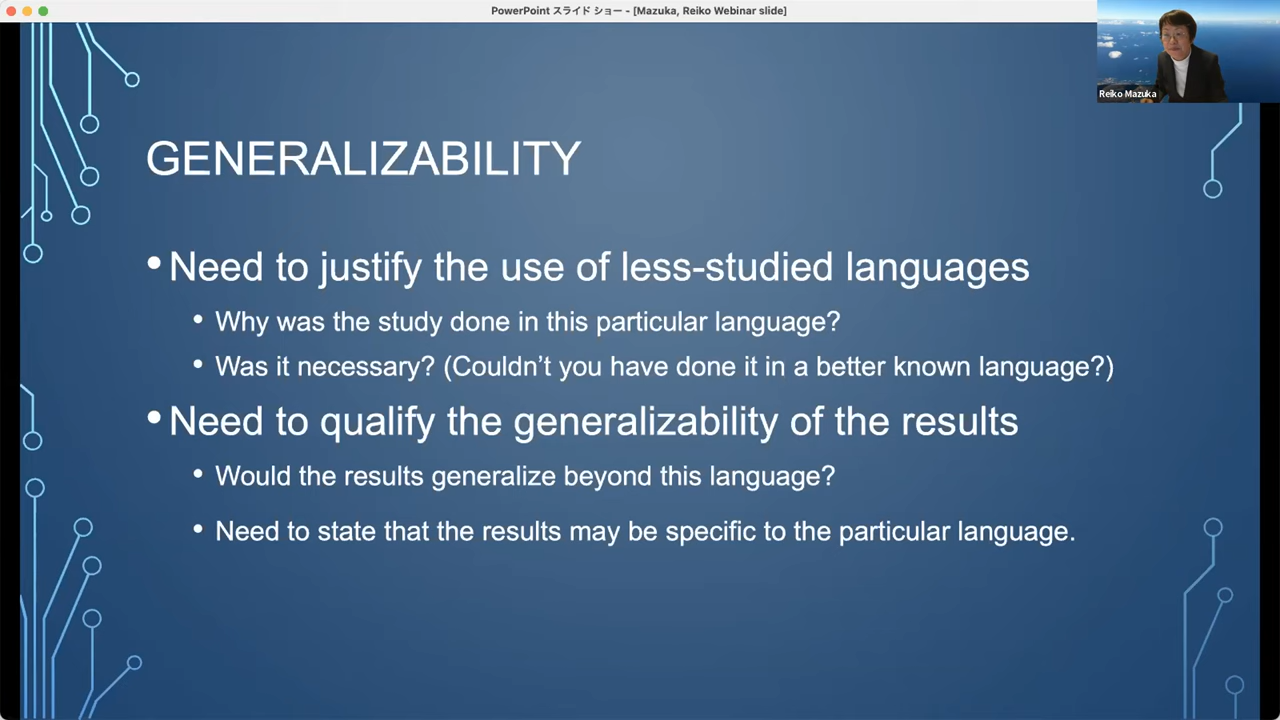 PowerPoint スライド ショー - [Mazuka, Reiko Webinar slide]
Reiko Mazuka
GENERALIZABILITY
• Need to justify the use of less-studied languages
• Why was the study done in this particular language?
• Was it necessary? (Couldn’t you have done it in a better known language?)
• Need to qualify the generalizability of the results
• Would the results generalize beyond this language?
• Need to state that the results may be specific to the particular language.